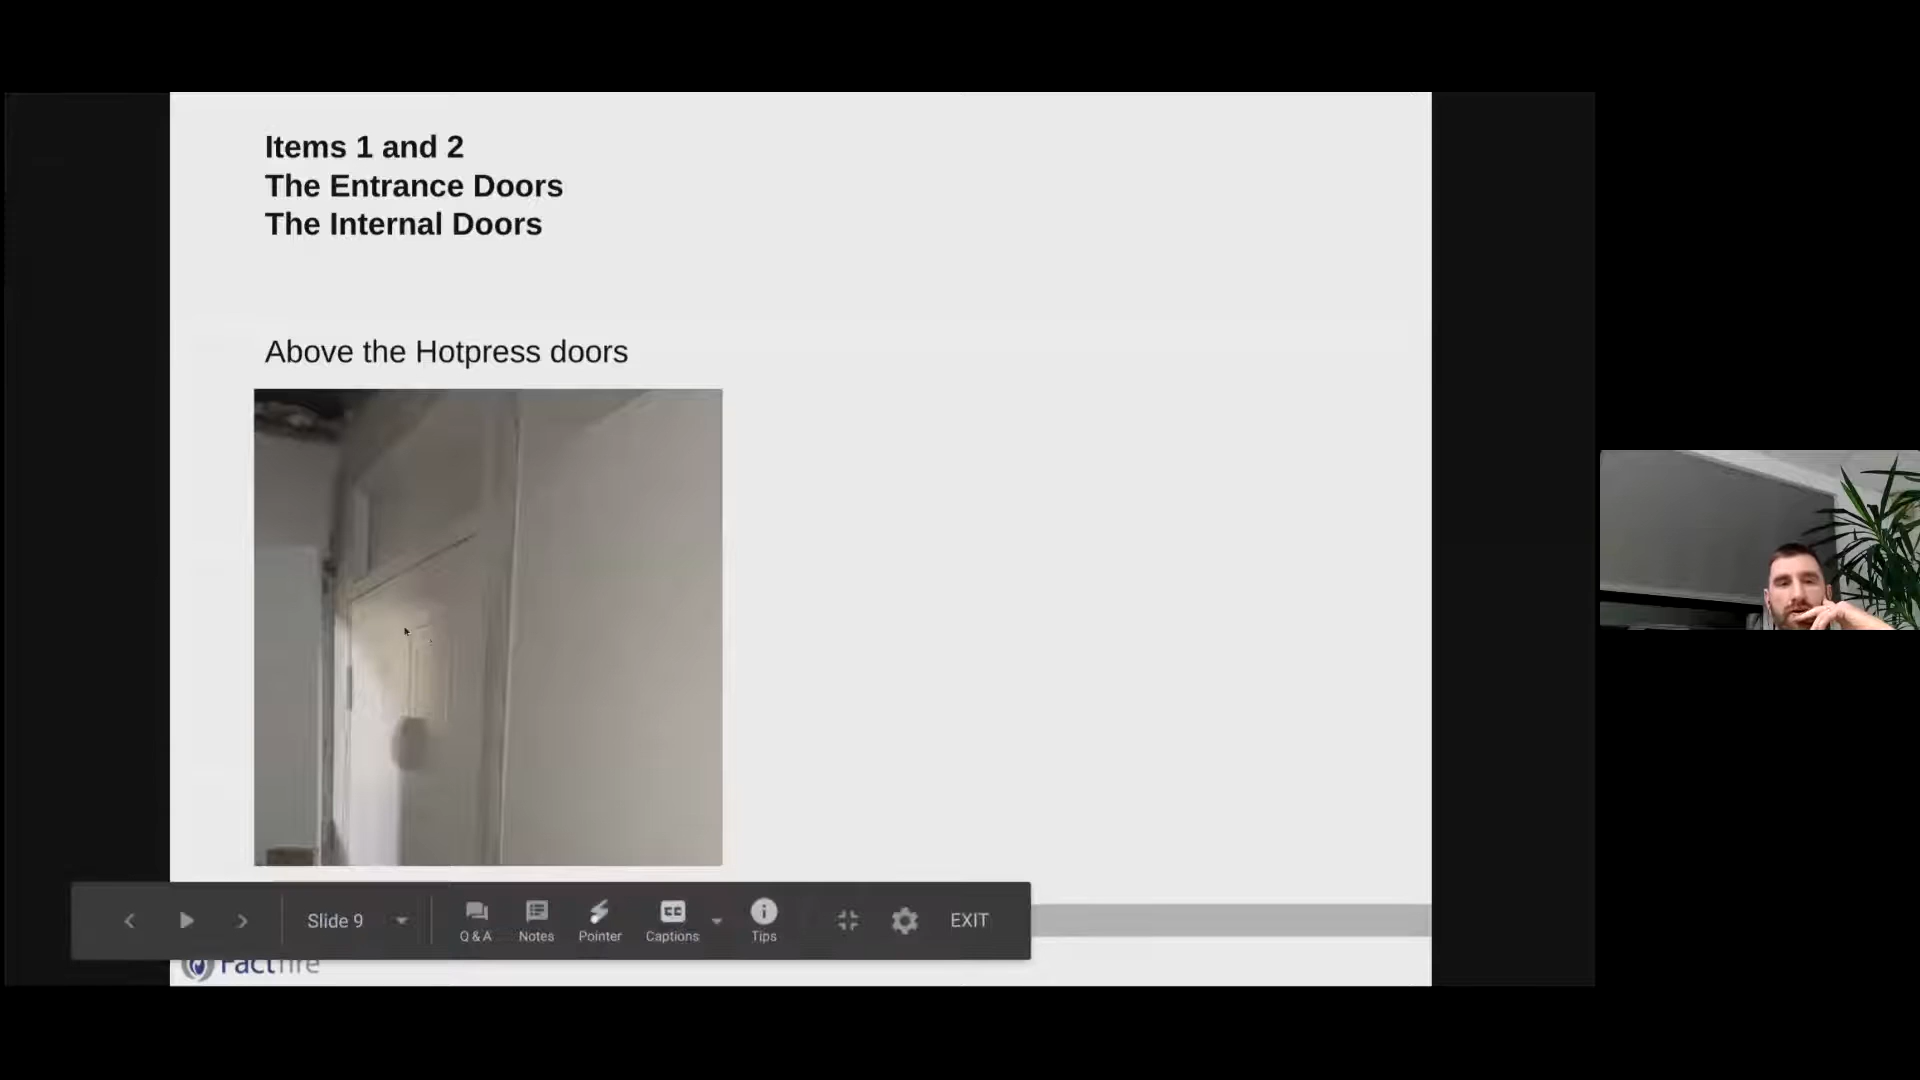 Items 1 and 2
The Entrance Doors
The Internal Doors
Above the Hotpress doors
Slide 9
Q & A
Notes
Pointer
Captions
Tips
EXIT
Factfire